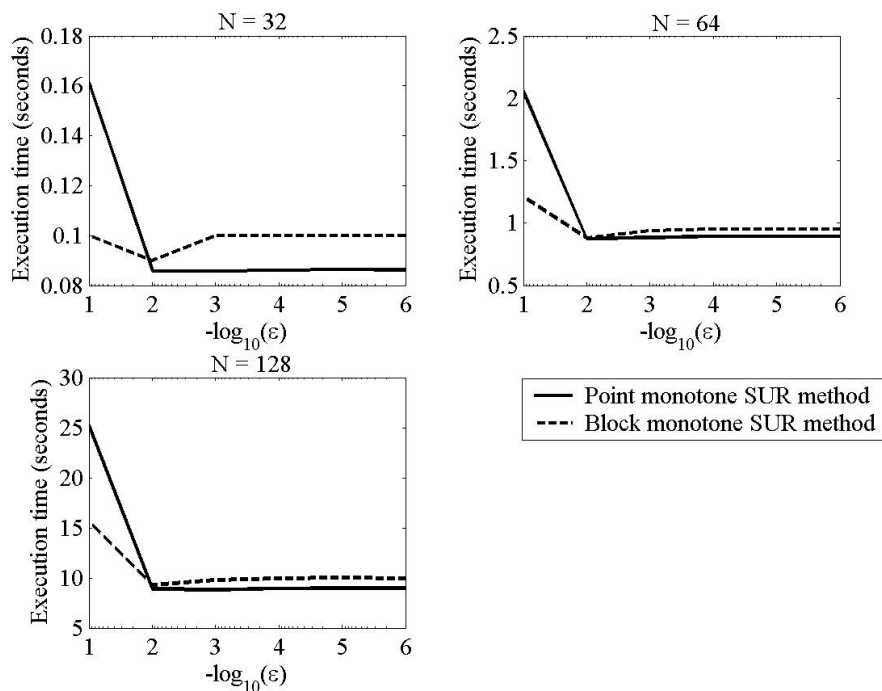 N = 32
Execution time (seconds)
0.18
0.16
0.14
0.12
0.1
0.08
1 2 3 4 5 6
-log10(ε)
N = 64
Execution time (seconds)
2.5
2
1.5
1
0.5
1 2 3 4 5 6
-log10(ε)
N = 128
Execution time (seconds)
30
25
20
15
10
5
1 2 3 4 5 6
-log10(ε)
Point monotone SUR method
Block monotone SUR method